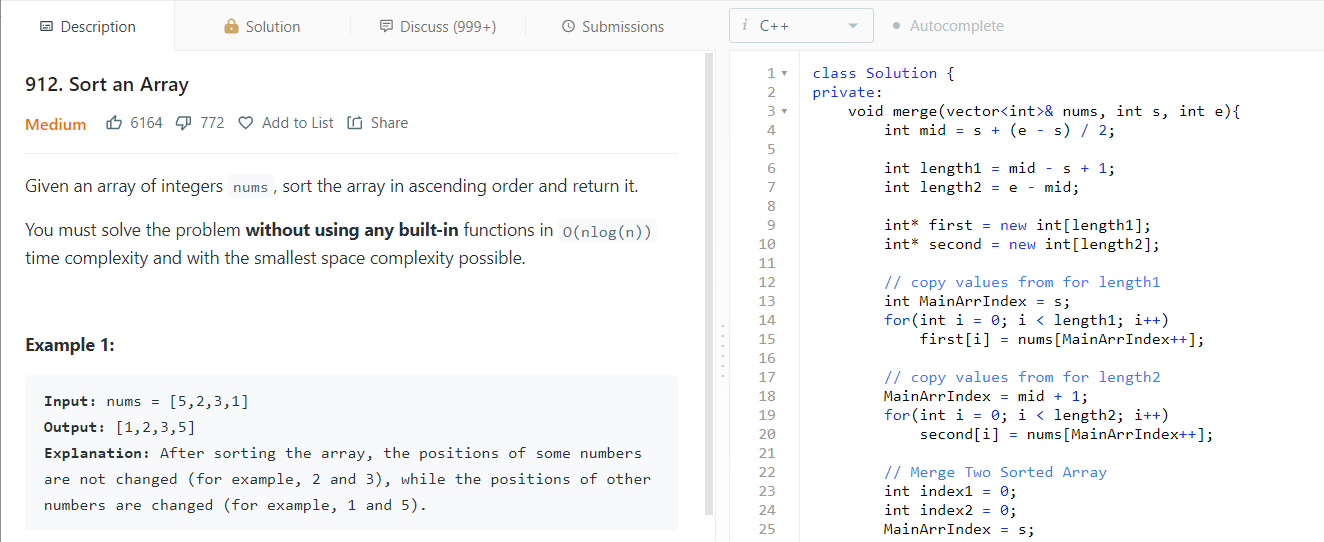 Description
Solution
Discuss (999+)
Submissions
i C++
Autocomplete
912. Sort an Array
Medium 6164 772 Add to List Share
Given an array of integers nums, sort the array in ascending order and return it.
You must solve the problem without using any built-in functions in O(nlog(n))
time complexity and with the smallest space complexity possible.
Example 1:
Input: nums = [5,2,3,1]
Output: [1,2,3,5]
Explanation: After sorting the array, the positions of some numbers
are not changed (for example, 2 and 3), while the positions of other
numbers are changed (for example, 1 and 5).
1 class Solution {
2 private:
3     void merge(vector<int>& nums, int s, int e){
4         int mid = s + (e - s) / 2;
5
6         int length1 = mid - s + 1;
7         int length2 = e - mid;
8
9         int* first = new int[length1];
10         int* second = new int[length2];
11
12         // copy values from for length1
13         int MainArrIndex = s;
14         for(int i = 0; i < length1; i++)
15             first[i] = nums[MainArrIndex++];
16
17         // copy values from for length2
18         MainArrIndex = mid + 1;
19         for(int i = 0; i < length2; i++)
20             second[i] = nums[MainArrIndex++];
21
22         // Merge Two Sorted Array
23         int index1 = 0;
24         int index2 = 0;
25         MainArrIndex = s;